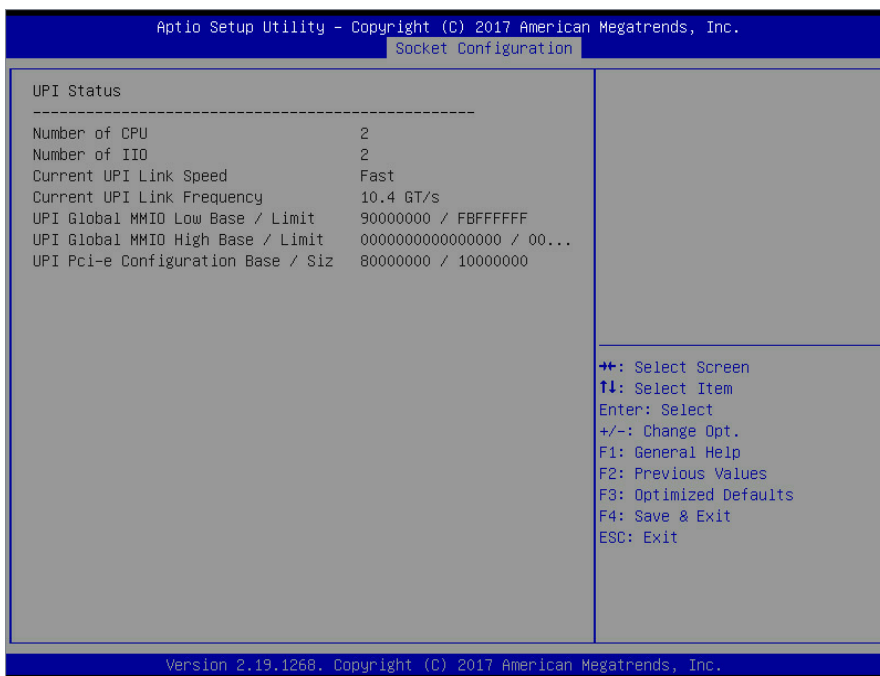 Aptio Setup Utility – Copyright (C) 2017 American Megatrends, Inc.
Socket Configuration
UPI Status
--------------------------------------------------
Number of CPU 2
Number of IIO 2
Current UPI Link Speed Fast
Current UPI Link Frequency 10.4 GT/s
UPI Global MMIO Low Base / Limit 90000000 / FBFFFFFF
UPI Global MMIO High Base / Limit 0000000000000000 / 00...
UPI Pci-e Configuration Base / Siz 80000000 / 10000000
→←: Select Screen
↑↓: Select Item
Enter: Select
+/-: Change Opt.
F1: General Help
F2: Previous Values
F3: Optimized Defaults
F4: Save & Exit
ESC: Exit
Version 2.19.1268. Copyright (C) 2017 American Megatrends, Inc.